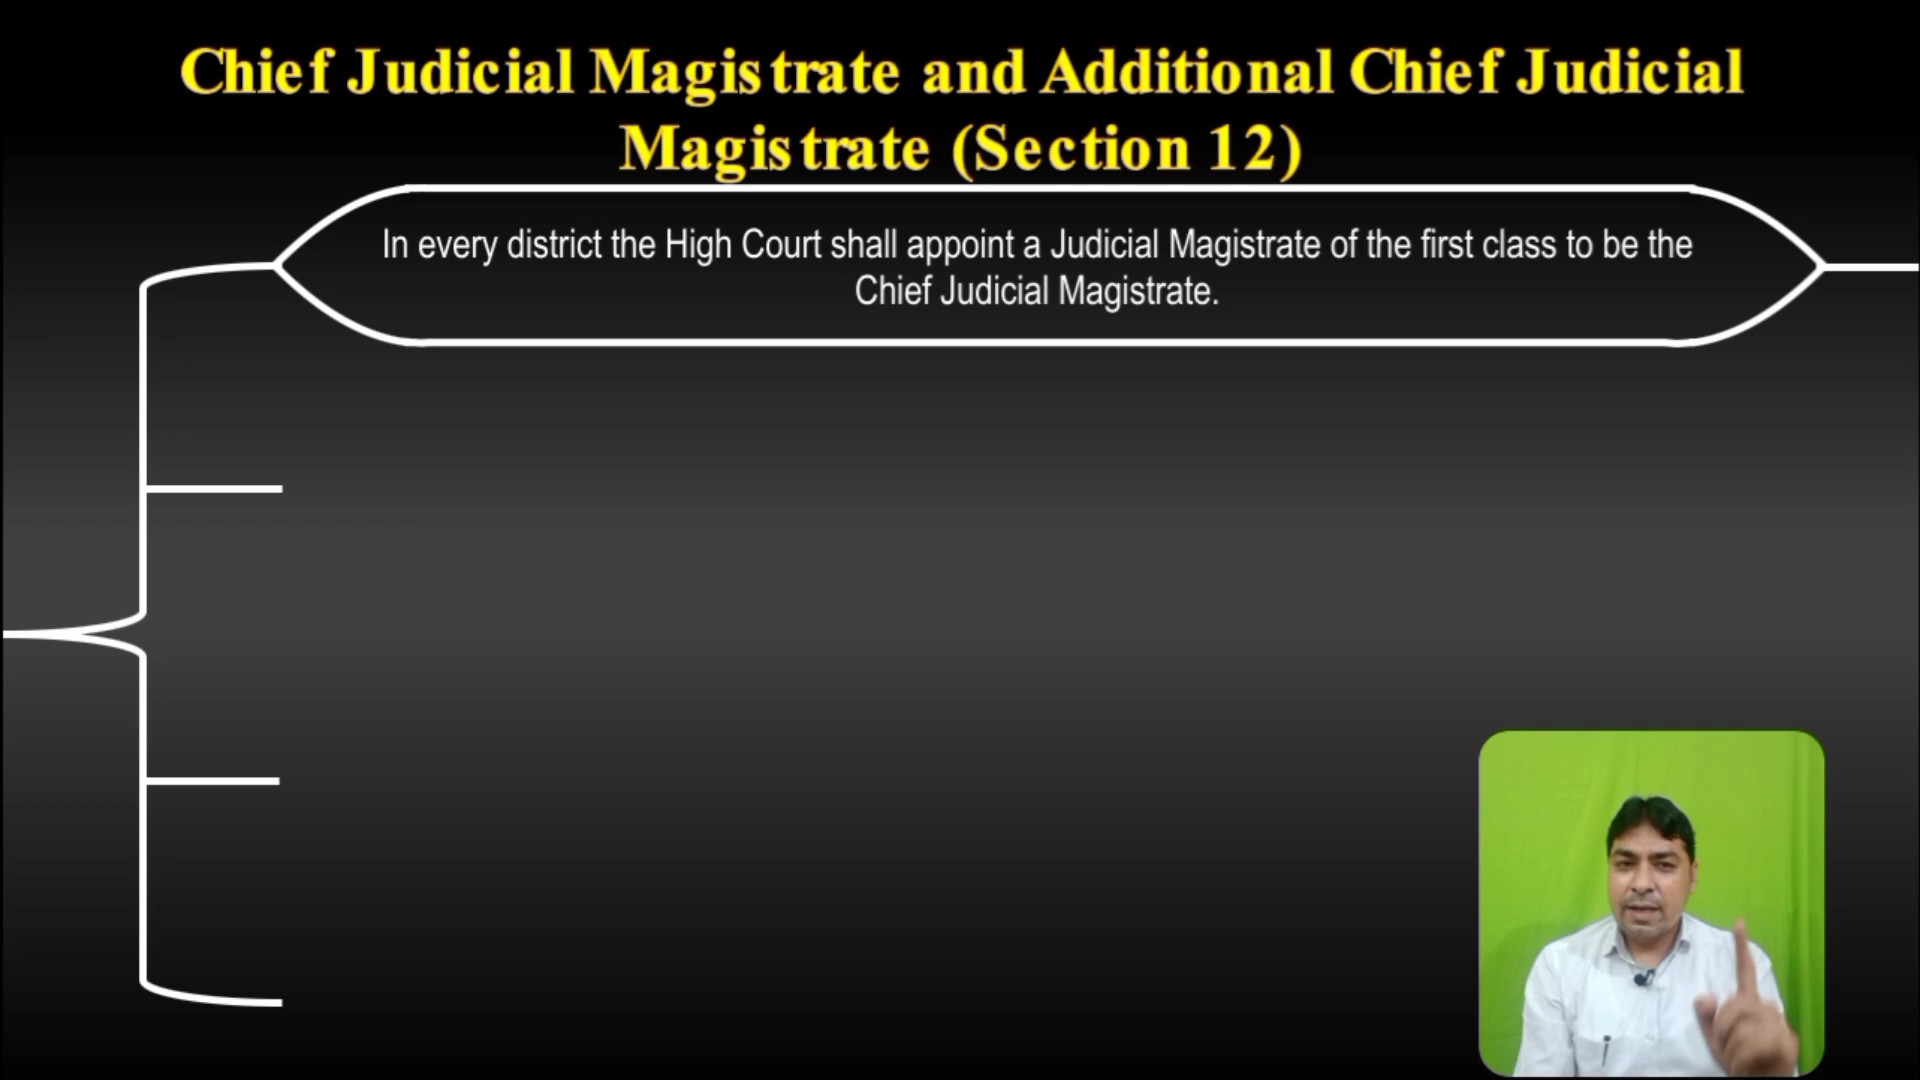 Chief Judicial Magistrate and Additional Chief Judicial
Magistrate (Section 12)
In every district the High Court shall appoint a Judicial Magistrate of the first class to be the
Chief Judicial Magistrate.